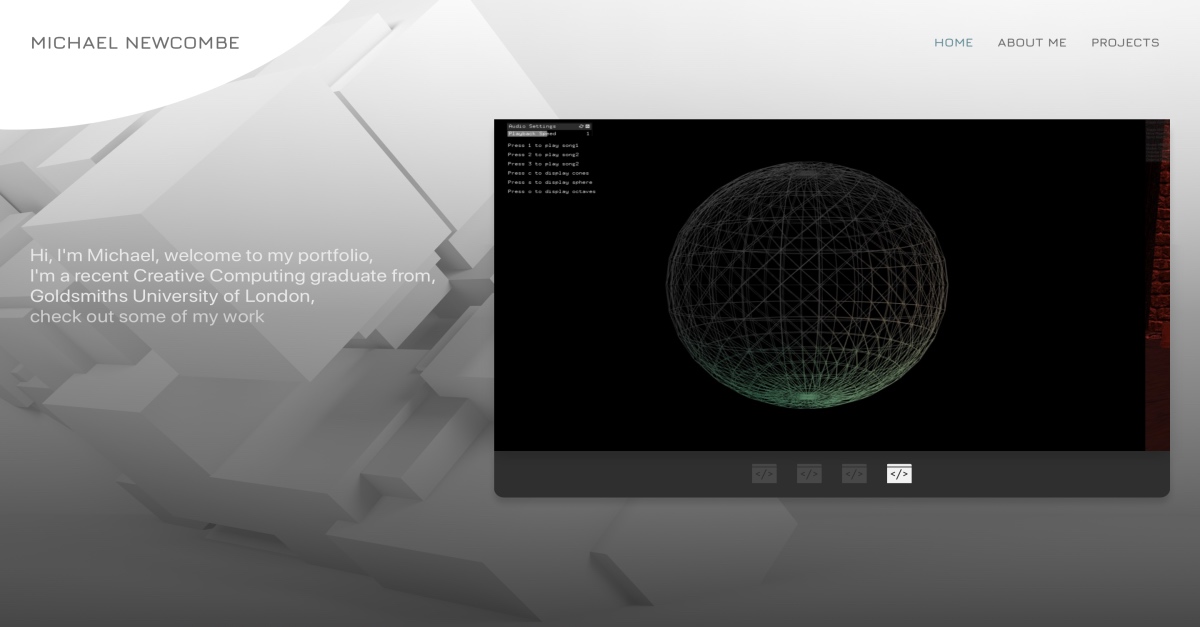 MICHAEL NEWCOMBE
HOME ABOUT ME PROJECTS
Hi, I'm Michael, welcome to my portfolio,
I'm a recent Creative Computing graduate from,
Goldsmiths University of London,
check out some of my work
Audio Settings
Playback Speed 1
Press 1 to play song1
Press 2 to play song2
Press 3 to play song2
Press c to display cones
Press s to display sphere
Press o to display octaves
</> </> </> </>